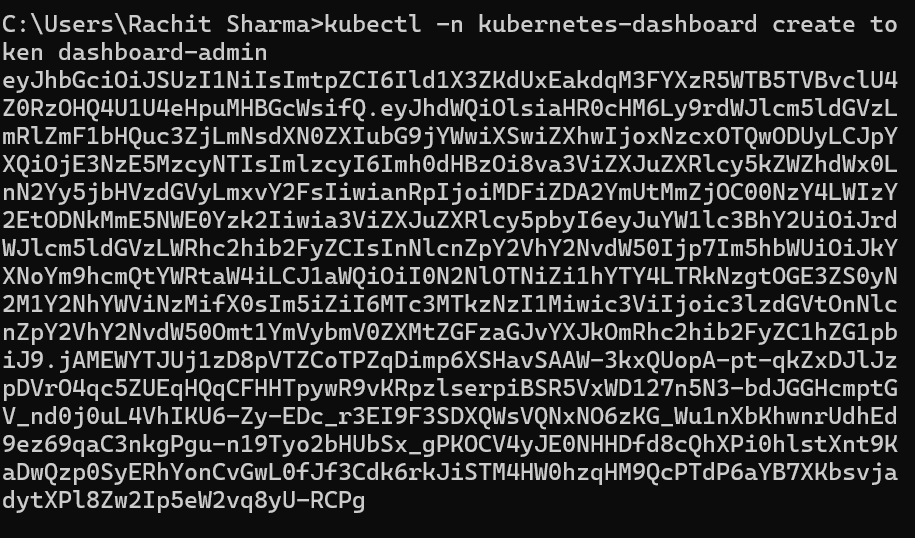 C:\Users\Rachit Sharma>kubectl -n kubernetes-dashboard create to
ken dashboard-admin
eyJhbGciOiJSUzI1NiIsImtpZCI6Ild1X3ZKdUxEakdqM3FYXzR5WTB5TVBvclU4
Z0RzOHQ4U1U4eHpuMHBGcWsifQ.eyJhdWQiOlsiaHR0cHM6Ly9rdWJlcm5ldGVzL
mRlZmF1bHQuc3ZjLmNsdXN0ZXIubG9jYWwiXSwiZXhwIjoxNzcxOTQwODUyLCJpY
XQiOjE3NzE5MzcyNTIsImlzcyI6Imh0dHBzOi8va3ViZXJuZXRlcy5kZWZhdWx0L
nN2Yy5jbHVzdGVyLmxvY2FsIiwianRpIjoiMDFiZDA2YmUtMmZjOC00NzY4LWIzY
2EtODNkMmE5NWE0Yzk2Iiwia3ViZXJuZXRlcy5pbyI6eyJuYW1lc3BhY2UiOiJrd
WJlcm5ldGVzLWRhc2hib2FyZCIsInNlcnZpY2VhY2NvdW50Ijp7Im5hbWUiOiJkY
XNoYm9hcmQtYWRtaW4iLCJ1aWQiOiI0N2NlOTNiZi1hYTY4LTRkNzgtOGE3ZS0yN
2M1Y2NhYWViNzMifX0sIm5iZiI6MTc3MTkzNzI1Miwic3ViIjoic3lzdGVtOnNlc
nZpY2VhY2NvdW50Omt1YmVybmV0ZXMtZGFzaGJvYXJkOmRhc2hib2FyZC1hZG1pb
iJ9.jAMEWYTJUj1zD8pVTZCoTPZqDimp6XSHavSAAW-3kxQUopA-pt-qkZxDJlJz
pDVrO4qc5ZUEqHQqCFHHTpywR9vKRpzlserpiBSR5VxWD127n5N3-bdJGGHcmptG
V_nd0j0uL4VhIKU6-Zy-EDc_r3EI9F3SDXQWsVQNxNO6zKG_Wu1nXbKhwnrUdhEd
9ez69qaC3nkgPgu-n19Tyo2bHUbSx_gPKOCV4yJE0NHHDfd8cQhXPi0hlstXnt9K
aDwQzp0SyERhYonCvGwL0fJf3Cdk6rkJiSTM4HW0hzqHM9QcPTdP6aYB7XKbsvja
dytXPl8Zw2Ip5eW2vq8yU-RCPg